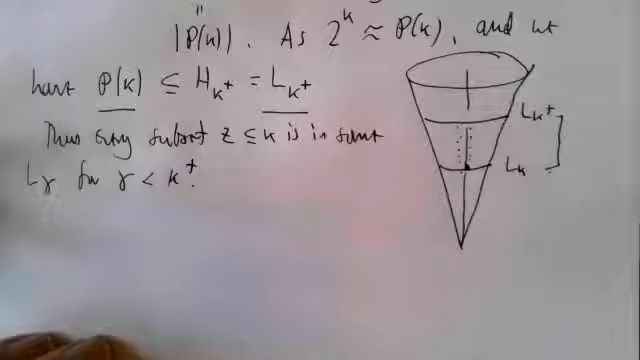 |P(κ)|. As 2^κ ≈ P(κ), and we
have P(κ) ⊆ H_κ+ = L_κ+
Thus every subset z ⊆ κ is in some
L_γ for γ < κ^+.
L_κ+
L_κ